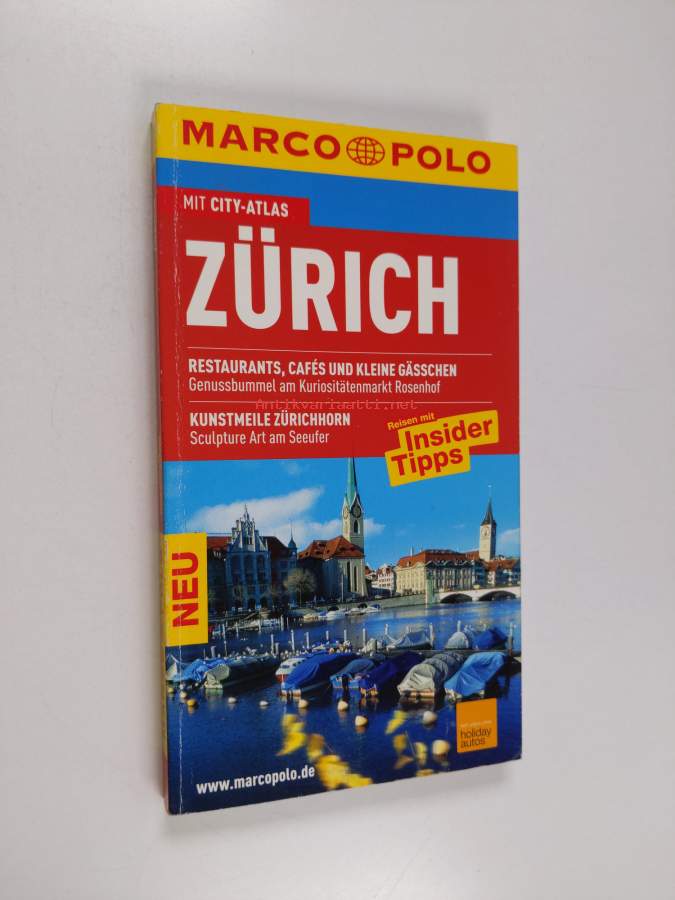 MARCO POLO
MIT CITY-ATLAS
ZÜRICH
RESTAURANTS, CAFÉS UND KLEINE GÄSSCHEN
Genussbummel am Kuriositätenmarkt Rosenhof
Antikvariaatti.net
KUNSTMEILE ZÜRICHHORN
Sculpture Art am Seeufer
Reisen mit
Insider
Tipps
NEU
holiday
autos
www.marcopolo.de